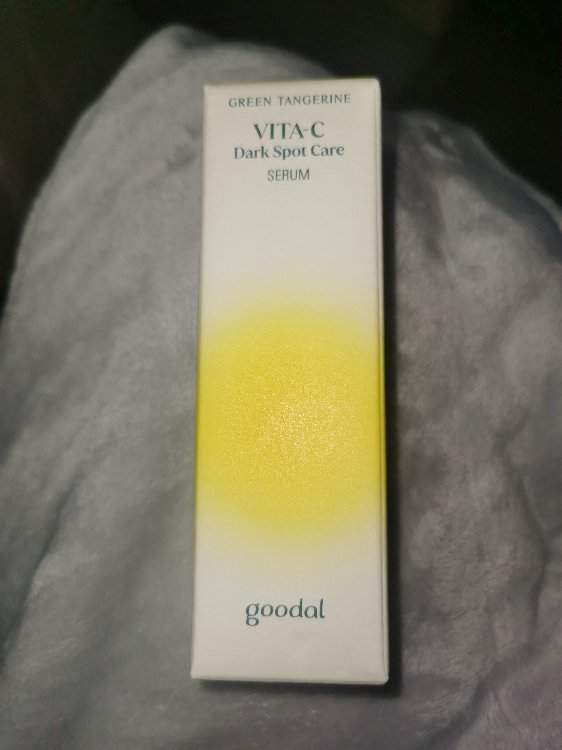 GREEN TANGERINE
VITA-C
Dark Spot Care
SERUM
goodal